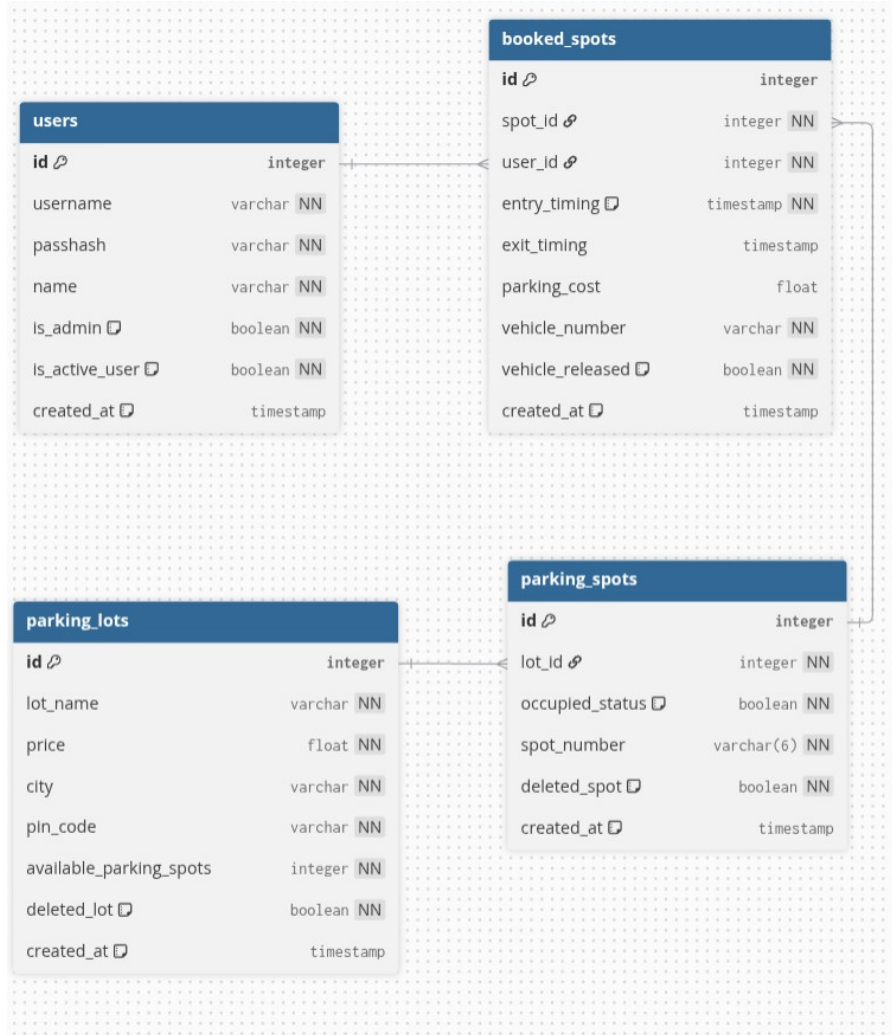 users
id integer
username varchar NN
passhash varchar NN
name varchar NN
is_admin boolean NN
is_active_user boolean NN
created_at timestamp
booked_spots
id integer
spot_id integer NN
user_id integer NN
entry_timing timestamp NN
exit_timing timestamp
parking_cost float
vehicle_number varchar NN
vehicle_released boolean NN
created_at timestamp
parking_lots
id integer
lot_name varchar NN
price float NN
city varchar NN
pin_code varchar NN
available_parking_spots integer NN
deleted_lot boolean NN
created_at timestamp
parking_spots
id integer
lot_id integer NN
occupied_status boolean NN
spot_number varchar(6) NN
deleted_spot boolean NN
created_at timestamp